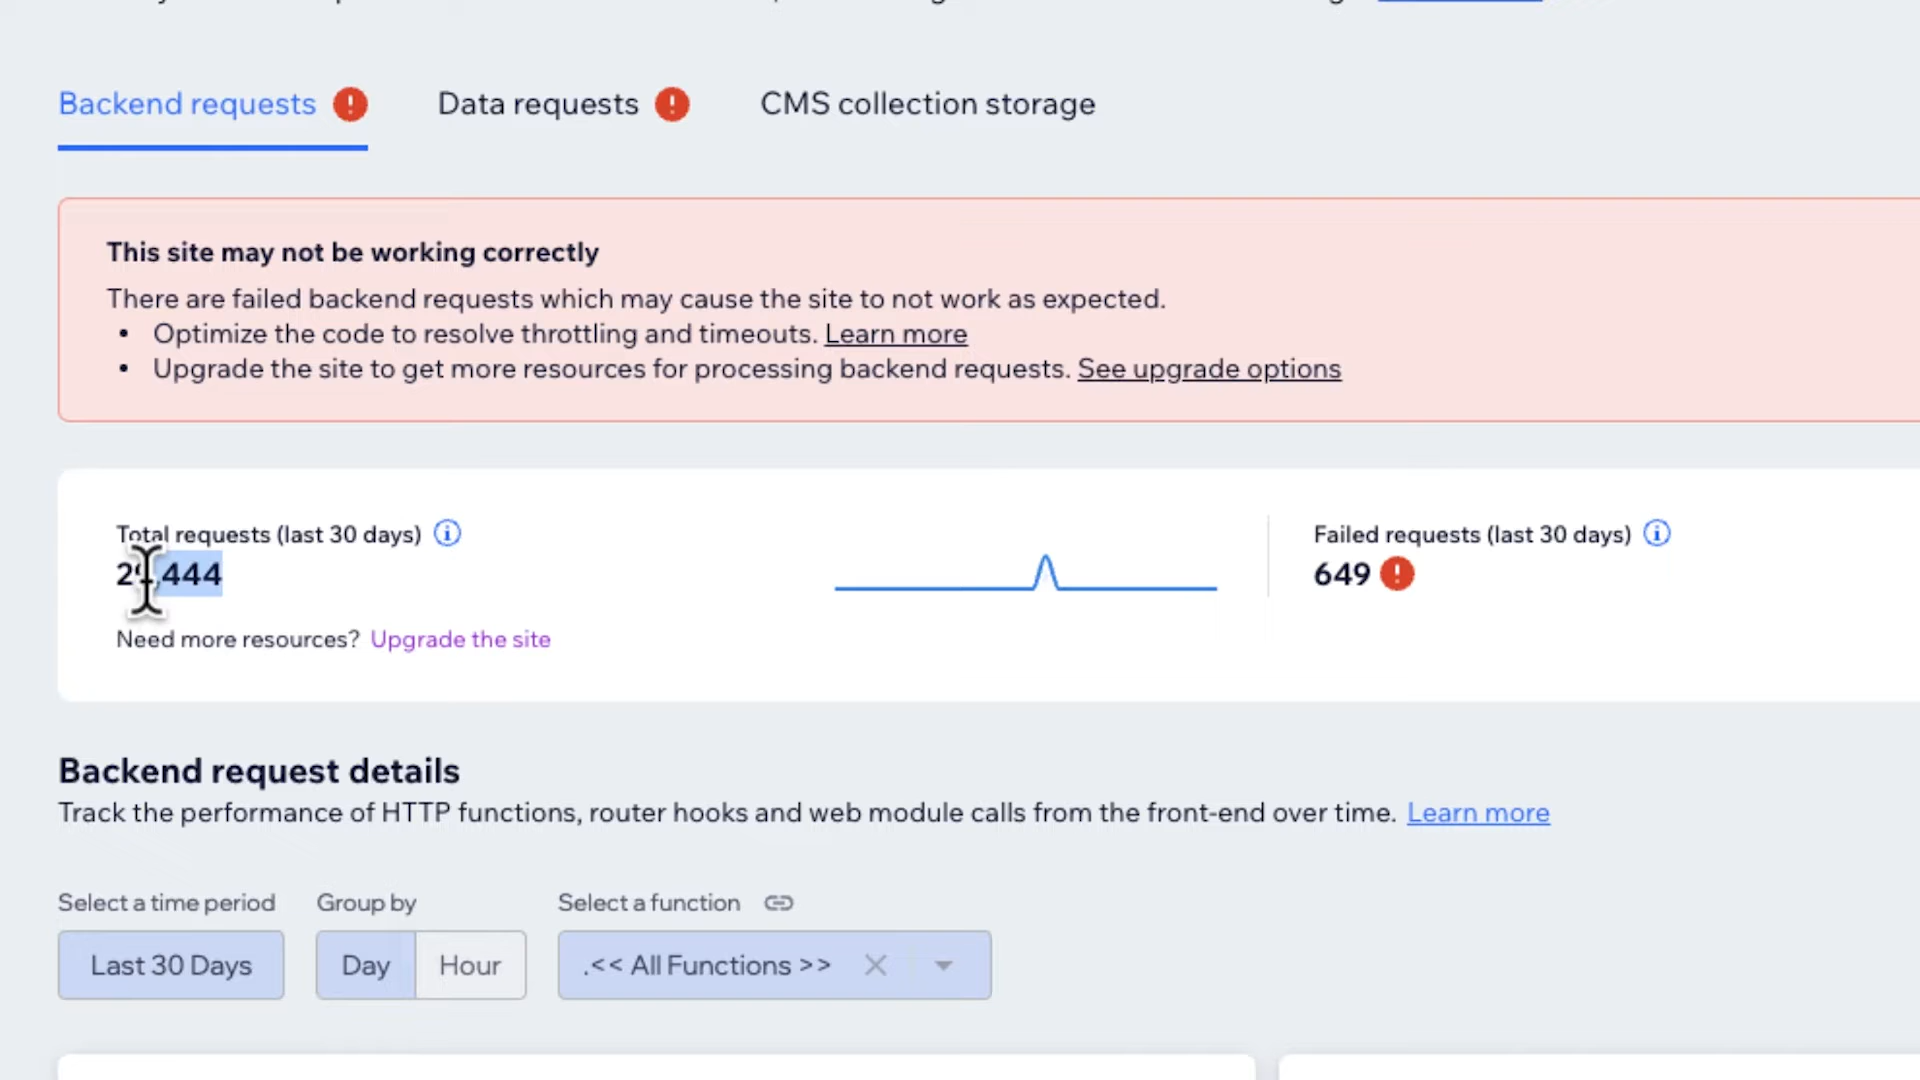 Backend requests
Data requests
CMS collection storage
This site may not be working correctly
There are failed backend requests which may cause the site to not work as expected.
• Optimize the code to resolve throttling and timeouts. Learn more
• Upgrade the site to get more resources for processing backend requests. See upgrade options
Total requests (last 30 days)
Failed requests (last 30 days)
649
Need more resources? Upgrade the site
Backend request details
Track the performance of HTTP functions, router hooks and web module calls from the front-end over time. Learn more
Select a time period
Group by
Select a function
Last 30 Days
Day
Hour
.<< All Functions >>